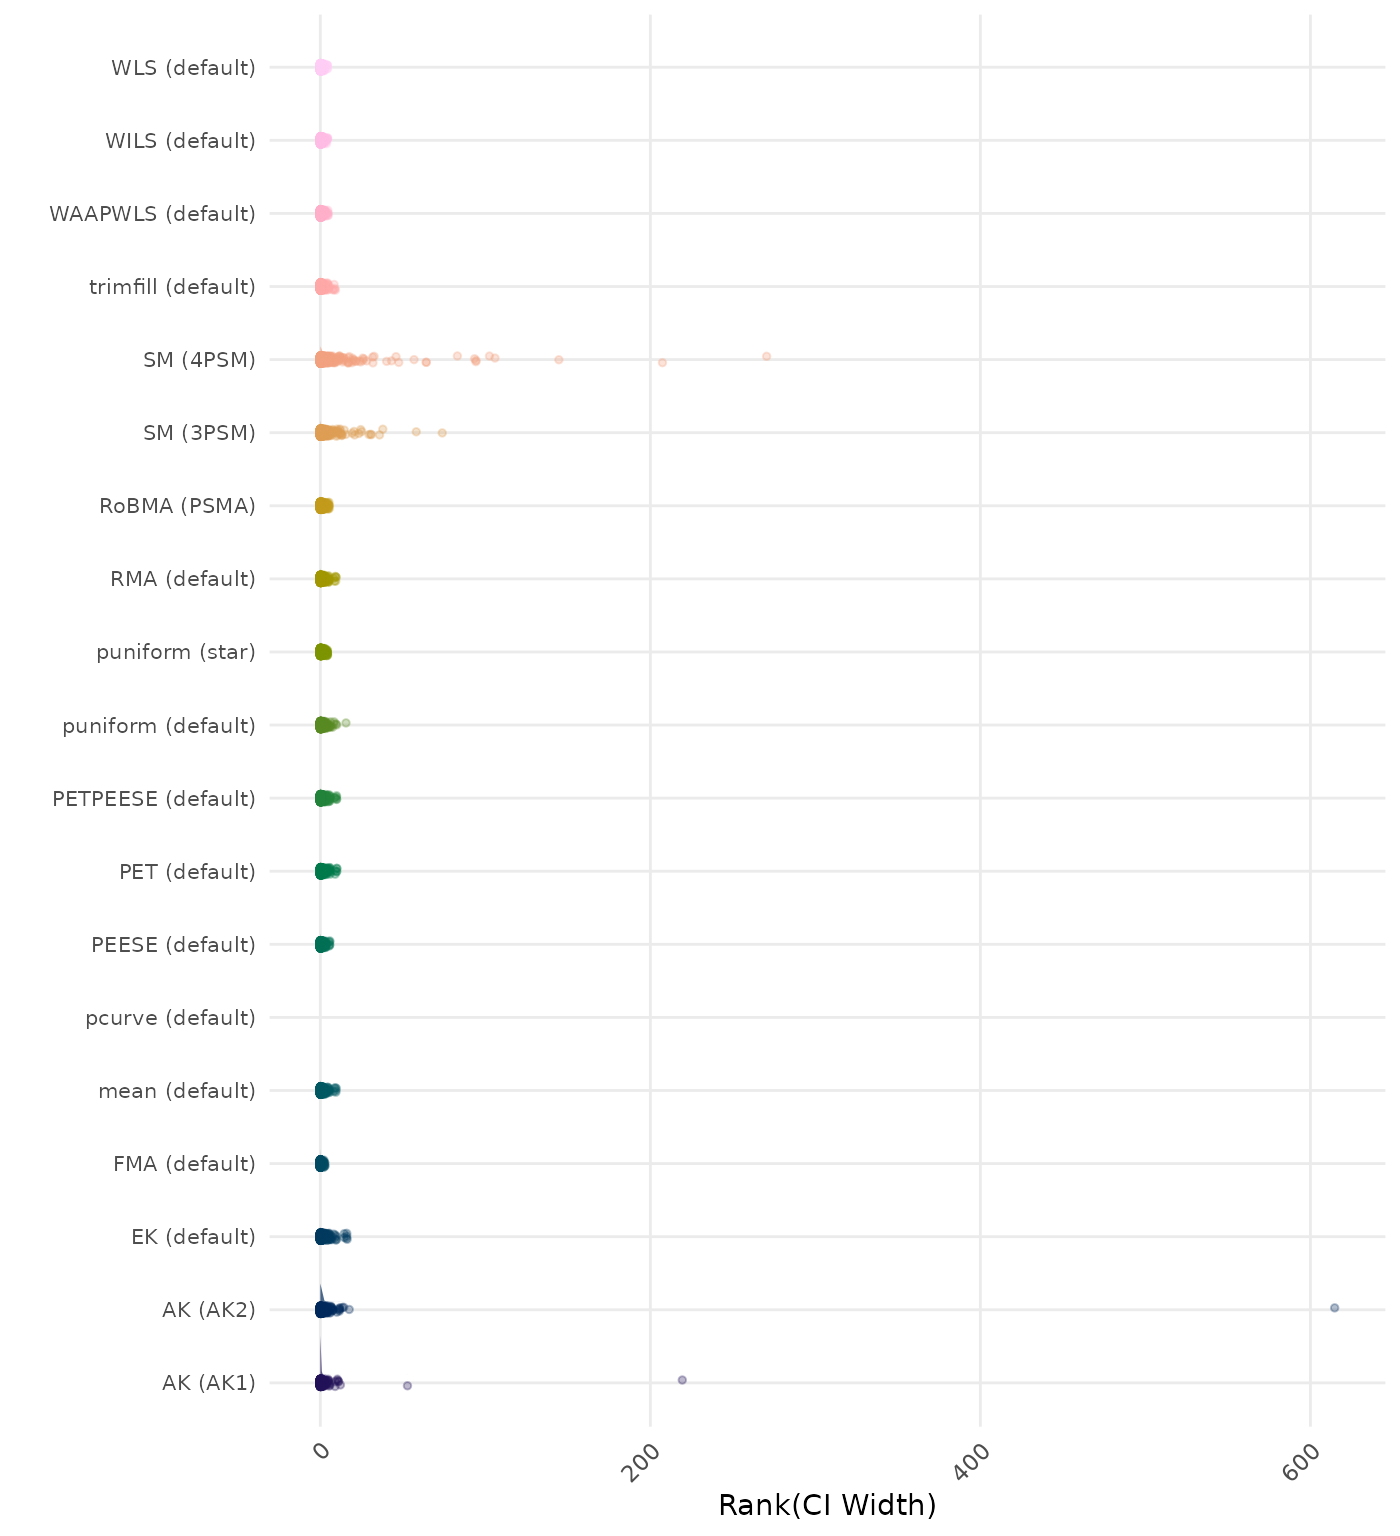 WLS (default)
WILS (default)
WAAPWLS (default)
trimfill (default)
SM (4PSM)
SM (3PSM)
RoBMA (PSMA)
RMA (default)
puniform (star)
puniform (default)
PETPEESE (default)
PET (default)
PEESE (default)
pcurve (default)
mean (default)
FMA (default)
EK (default)
AK (AK2)
AK (AK1)
0 200 400 600
Rank(CI Width)